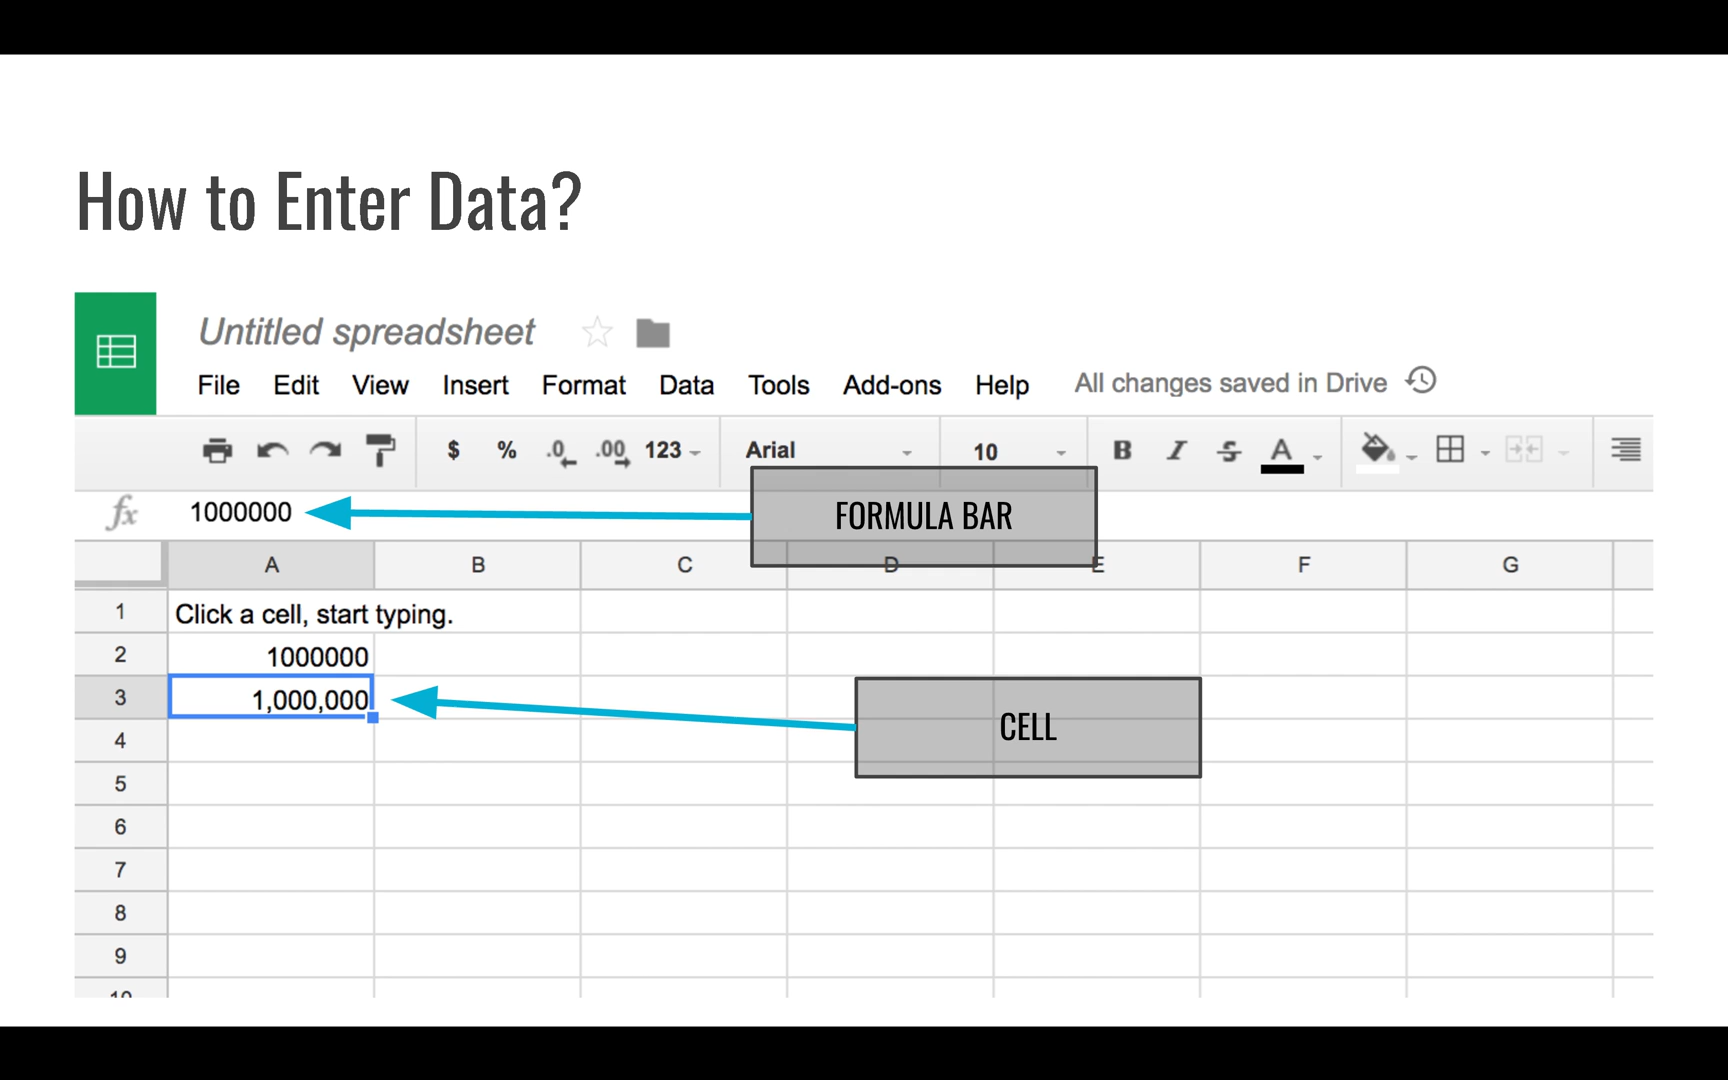 How to Enter Data?
Untitled spreadsheet
File Edit View Insert Format Data Tools Add-ons Help All changes saved in Drive
$ % .0 .00 123 Arial 10 B I S A
fx 1000000 FORMULA BAR
A B C D E F G
1 Click a cell, start typing.
2 1000000
3 1,000,000
CELL
4
5
6
7
8
9
10